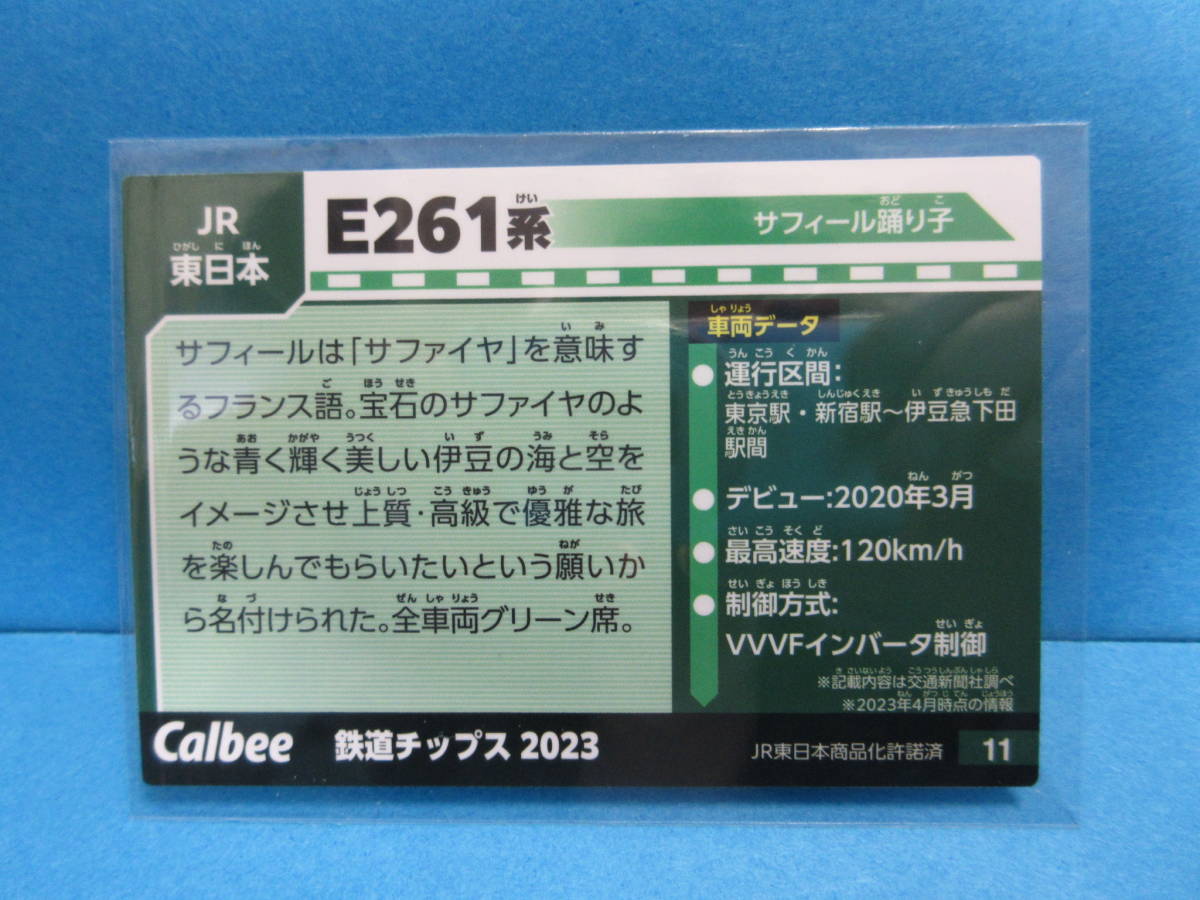 JR
ひがし に ほん
東日本
けい
E261系
おど こ
サフィール踊り子
い み
サフィールは「サファイヤ」を意味す
ご ほう せき
るフランス語。宝石のサファイヤのよ
あお かがや うつく い ず うみ そら
うな青く輝く美しい伊豆の海と空を
じょう しつ こう きゅう ゆう が たび
イメージさせ上質・高級で優雅な旅
たの ねが
を楽しんでもらいたいという願いか
な づ ぜん しゃ りょう せき
ら名付けられた。全車両グリーン席。
しゃ りょう
車両データ
うん こう く かん
運行区間:
とうきょうえき しんじゅくえき い ず きゅうしも だ
東京駅・新宿駅～伊豆急下田
えき かん
駅間
ねん がつ
デビュー:2020年3月
さい こう そく ど
最高速度:120km/h
せい ぎょ ほう しき
制御方式:
せい ぎょ
VVVFインバータ制御
き さいないよう こうつうしんぶんしゃしら
※記載内容は交通新聞社調べ
ねん がつ じ てん じょうほう
※2023年4月時点の情報
Calbee 鉄道チップス 2023
JR東日本商品化許諾済 11